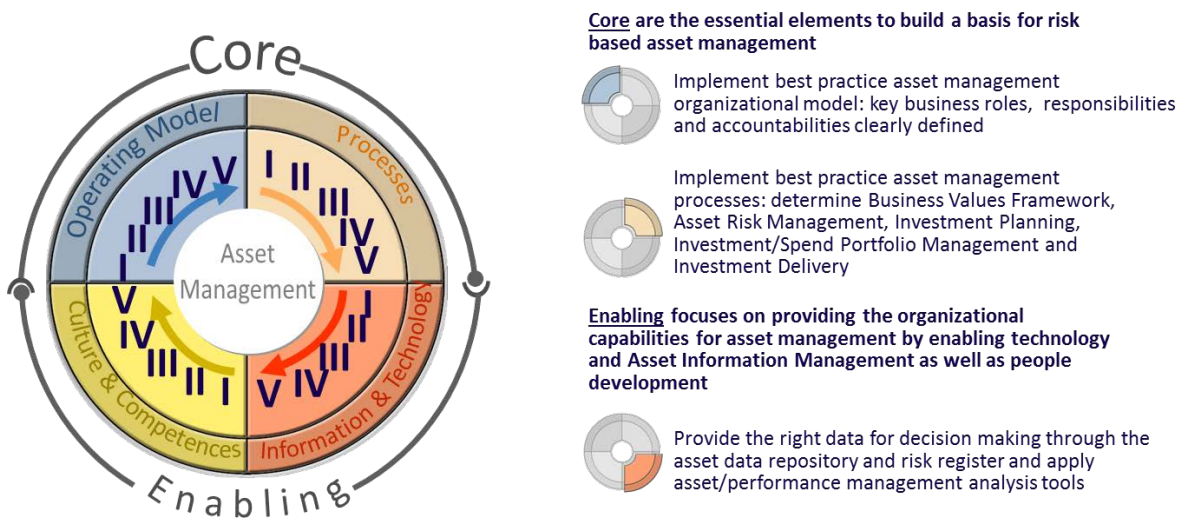 Core
Operating Model
Processes
I
II
III
IV
V
I
II
III
IV
V
Asset
Management
Culture & Competences
Information & Technology
I
II
III
IV
V
I
II
III
IV
V
Enabling
Core are the essential elements to build a basis for risk
based asset management
Implement best practice asset management
organizational model: key business roles, responsibilities
and accountabilities clearly defined
Implement best practice asset management
processes: determine Business Values Framework,
Asset Risk Management, Investment Planning,
Investment/Spend Portfolio Management and
Investment Delivery
Enabling focuses on providing the organizational
capabilities for asset management by enabling technology
and Asset Information Management as well as people
development
Provide the right data for decision making through the
asset data repository and risk register and apply
asset/performance management analysis tools